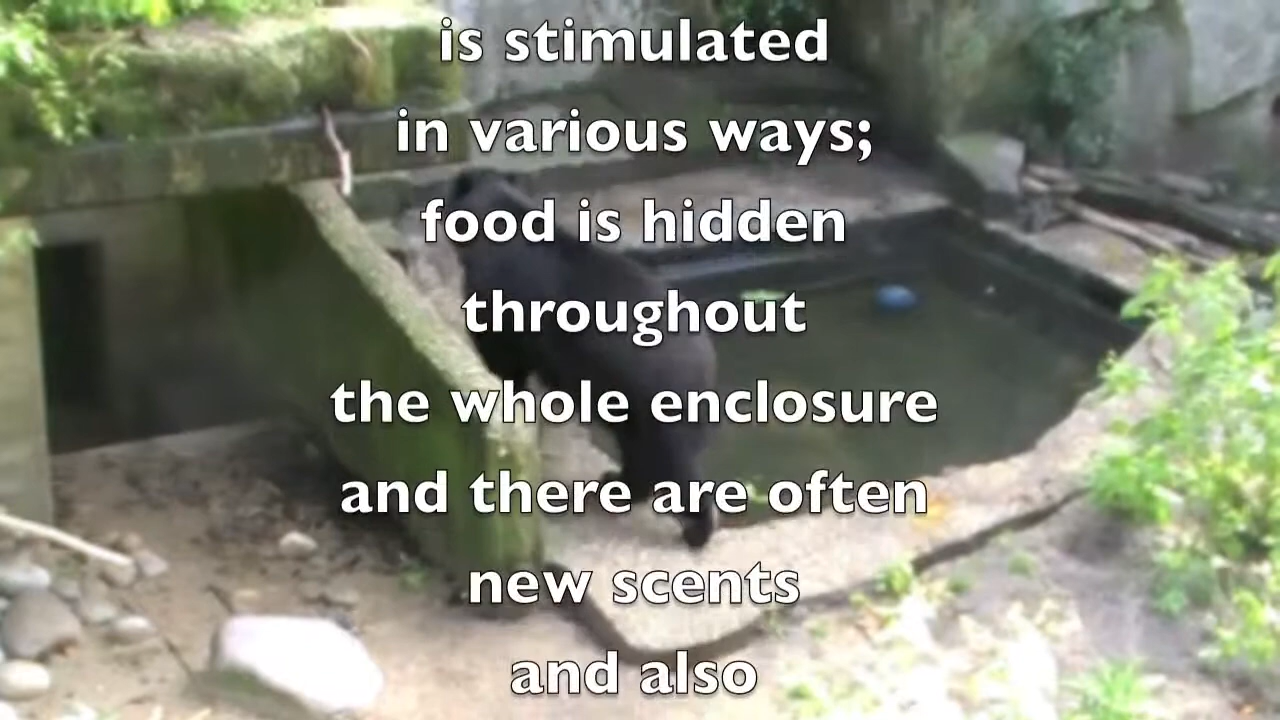 is stimulated
in various ways;
food is hidden
throughout
the whole enclosure
and there are often
new scents
and also